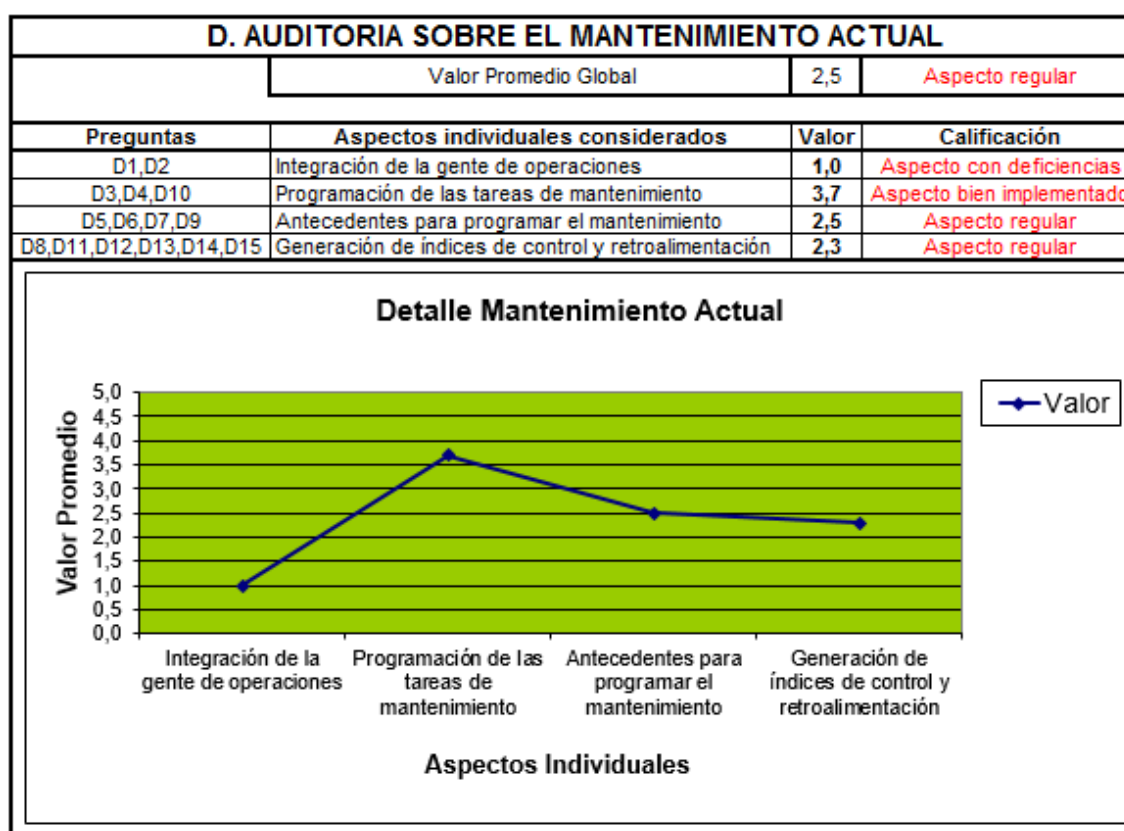 D. AUDITORIA SOBRE EL MANTENIMIENTO ACTUAL
Valor Promedio Global 2,5 Aspecto regular
Preguntas Aspectos individuales considerados Valor Calificación
D1,D2 Integración de la gente de operaciones 1,0 Aspecto con deficiencias
D3,D4,D10 Programación de las tareas de mantenimiento 3,7 Aspecto bien implementado
D5,D6,D7,D9 Antecedentes para programar el mantenimiento 2,5 Aspecto regular
D8,D11,D12,D13,D14,D15 Generación de índices de control y retroalimentación 2,3 Aspecto regular
Detalle Mantenimiento Actual
Valor Promedio
5,0
4,5
4,0
3,5
3,0
2,5
2,0
1,5
1,0
0,5
0,0
Valor
Integración de la
gente de operaciones
Programación de las
tareas de
mantenimiento
Antecedentes para
programar el
mantenimiento
Generación de
índices de control y
retroalimentación
Aspectos Individuales